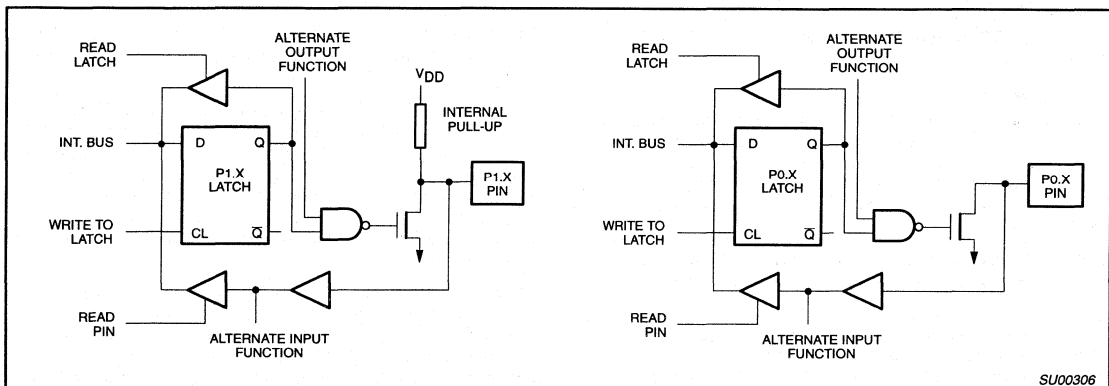 READ
LATCH
ALTERNATE
OUTPUT
FUNCTION
VDD
INTERNAL
PULL-UP
INT. BUS
D
Q
P1.X
LATCH
P1.X
PIN
WRITE TO
LATCH
CL
Q̅
READ
PIN
ALTERNATE INPUT
FUNCTION
READ
LATCH
ALTERNATE
OUTPUT
FUNCTION
INT. BUS
D
Q
P0.X
LATCH
P0.X
PIN
WRITE TO
LATCH
CL
Q̅
READ
PIN
ALTERNATE INPUT
FUNCTION
SU00306